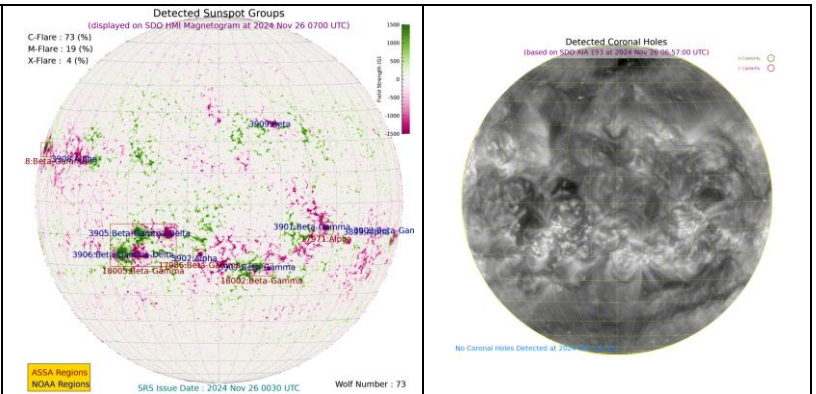 Detected Sunspot Groups
(displayed on SDO HMI Magnetogram at 2024 Nov 26 0700 UTC)
C-Flare : 73 (%)
M-Flare : 19 (%)
X-Flare : 4 (%)
1500
1000
500
0
-500
-1000
-1500
Field Strength (G)
3909:Beta
3905:Beta-Gamma-Delta
3901:Beta-Gamma
17971:Alpha
3906:Beta-Gamma-Delta
18005:Beta-Gamma
18002:Beta-Gamma
ASSA Regions
NOAA Regions
SRS Issue Date : 2024 Nov 26 0030 UTC
Wolf Number : 73
Detected Coronal Holes
(based on SDO AIA 193 at 2024 Nov 26 06:57:00 UTC)
No Coronal Holes Detected at 2024